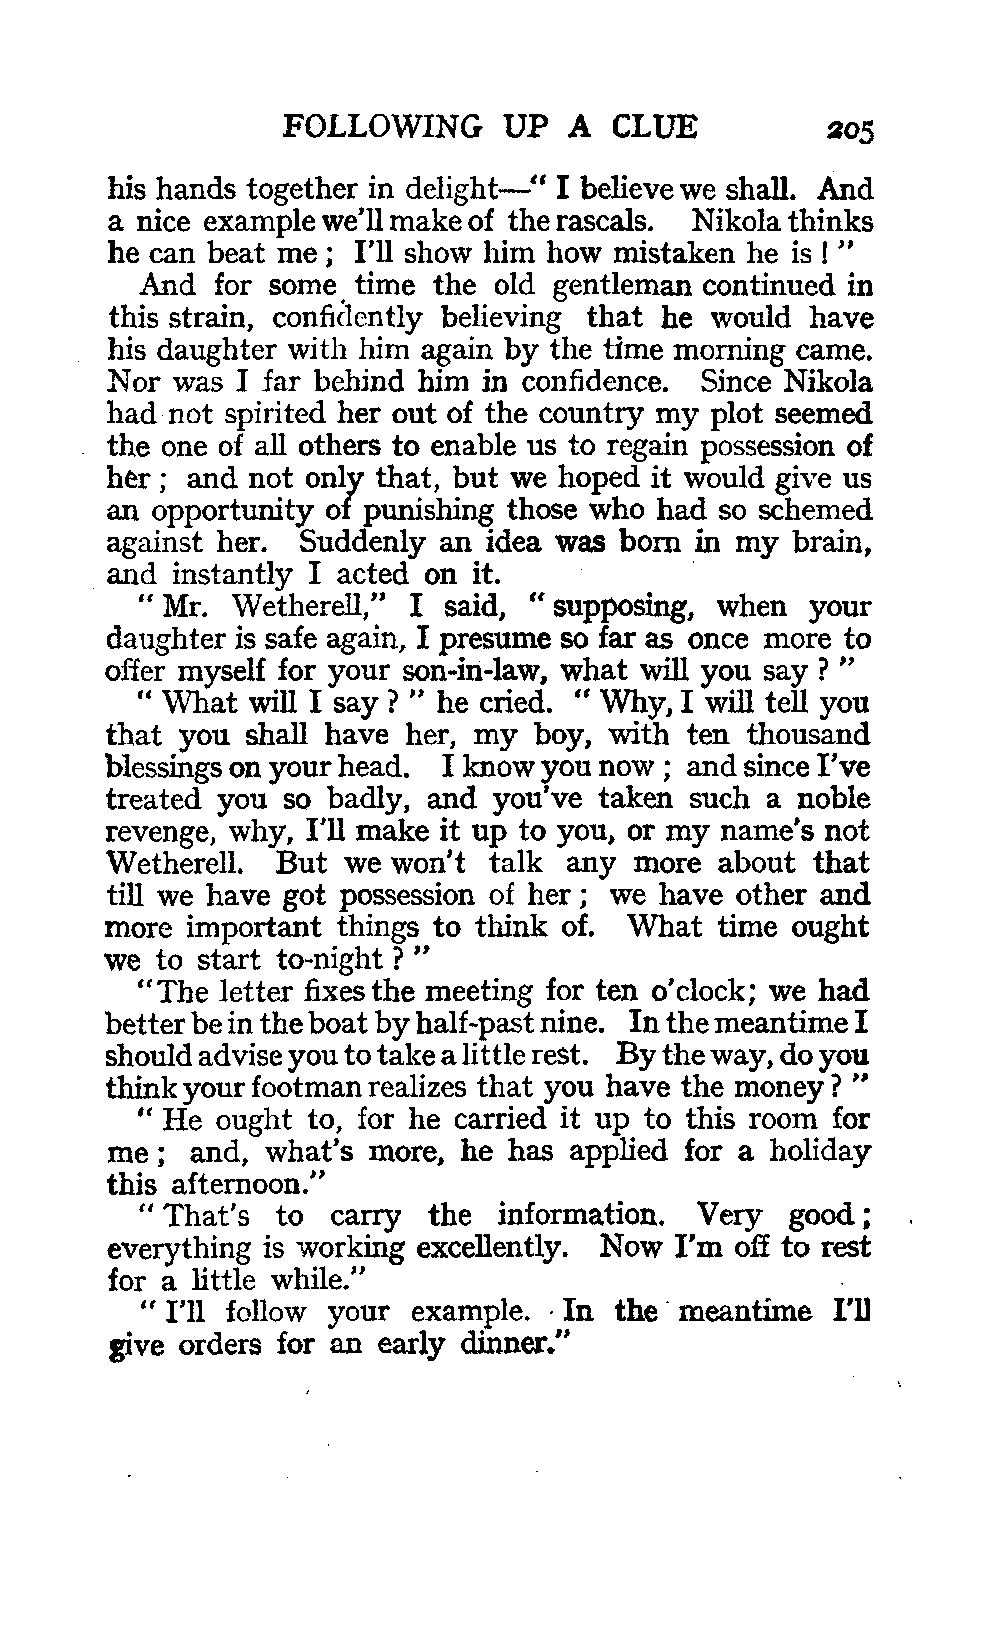 FOLLOWING UP A CLUE 205
his hands together in delight—" I believe we shall. And
a nice example we'll make of the rascals. Nikola thinks
he can beat me ; I'll show him how mistaken he is ! "
And for some time the old gentleman continued in
this strain, confidently believing that he would have
his daughter with him again by the time morning came.
Nor was I far behind him in confidence. Since Nikola
had not spirited her out of the country my plot seemed
the one of all others to enable us to regain possession of
her ; and not only that, but we hoped it would give us
an opportunity of punishing those who had so schemed
against her. Suddenly an idea was born in my brain,
and instantly I acted on it.
" Mr. Wetherell," I said, " supposing, when your
daughter is safe again, I presume so far as once more to
offer myself for your son-in-law, what will you say ? "
" What will I say ? " he cried. " Why, I will tell you
that you shall have her, my boy, with ten thousand
blessings on your head. I know you now ; and since I've
treated you so badly, and you've taken such a noble
revenge, why, I'll make it up to you, or my name's not
Wetherell. But we won't talk any more about that
till we have got possession of her ; we have other and
more important things to think of. What time ought
we to start to-night ? "
"The letter fixes the meeting for ten o'clock; we had
better be in the boat by half-past nine. In the meantime I
should advise you to take a little rest. By the way, do you
think your footman realizes that you have the money? "
" He ought to, for he carried it up to this room for
me ; and, what's more, he has applied for a holiday
this afternoon."
" That's to carry the information. Very good ;
everything is working excellently. Now I'm off to rest
for a little while."
" I'll follow your example. In the meantime I'll
give orders for an early dinner."